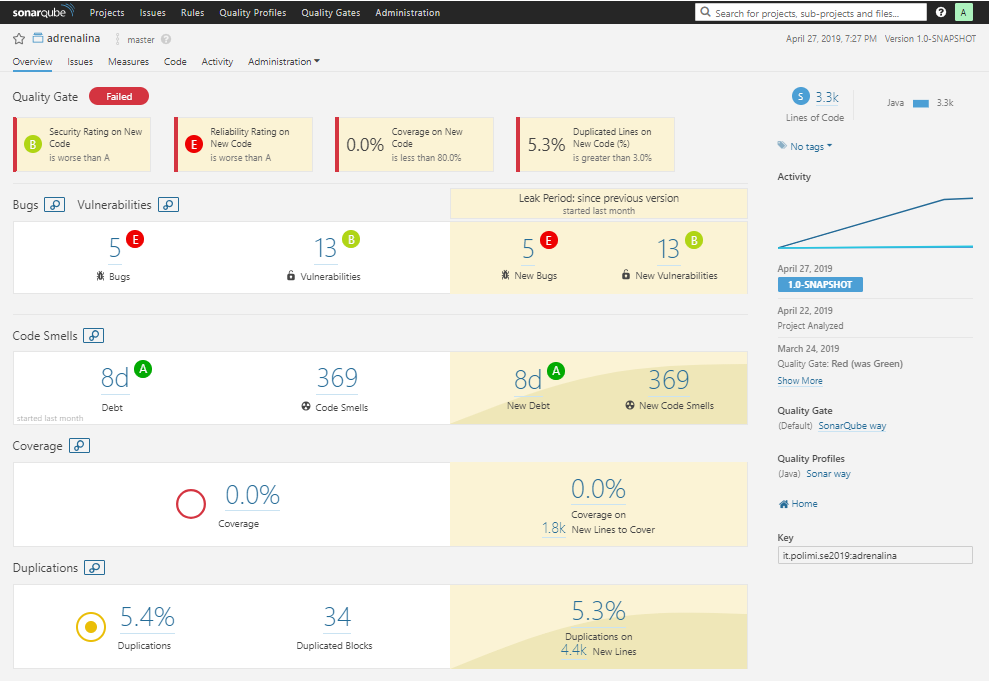 sonarqube Projects Issues Rules Quality Profiles Quality Gates Administration Search for projects, sub-projects and files... ? A
adrenalina master ? April 27, 2019, 7:27 PM Version 1.0-SNAPSHOT
Overview Issues Measures Code Activity Administration
Quality Gate Failed
B Security Rating on New Code is worse than A
E Reliability Rating on New Code is worse than A
0.0% Coverage on New Code is less than 80.0%
5.3% Duplicated Lines on New Code (%) is greater than 3.0%
Bugs Vulnerabilities
Leak Period: since previous version
started last month
5 E 13 B 5 E 13 B
Bugs Vulnerabilities New Bugs New Vulnerabilities
Code Smells
8d A 369 8d A 369
Debt Code Smells New Debt New Code Smells
started last month
Coverage
0.0% 0.0%
Coverage Coverage on
1.8k New Lines to Cover
Duplications
5.4% 34 5.3%
Duplications Duplicated Blocks Duplications on
4.4k New Lines
S 3.3k Java 3.3k
Lines of Code
No tags
Activity
April 27, 2019
1.0-SNAPSHOT
April 22, 2019
Project Analyzed
March 24, 2019
Quality Gate: Red (was Green)
Show More
Quality Gate
(Default) SonarQube way
Quality Profiles
(Java) Sonar way
Home
Key
it.polimi.se2019:adrenalina